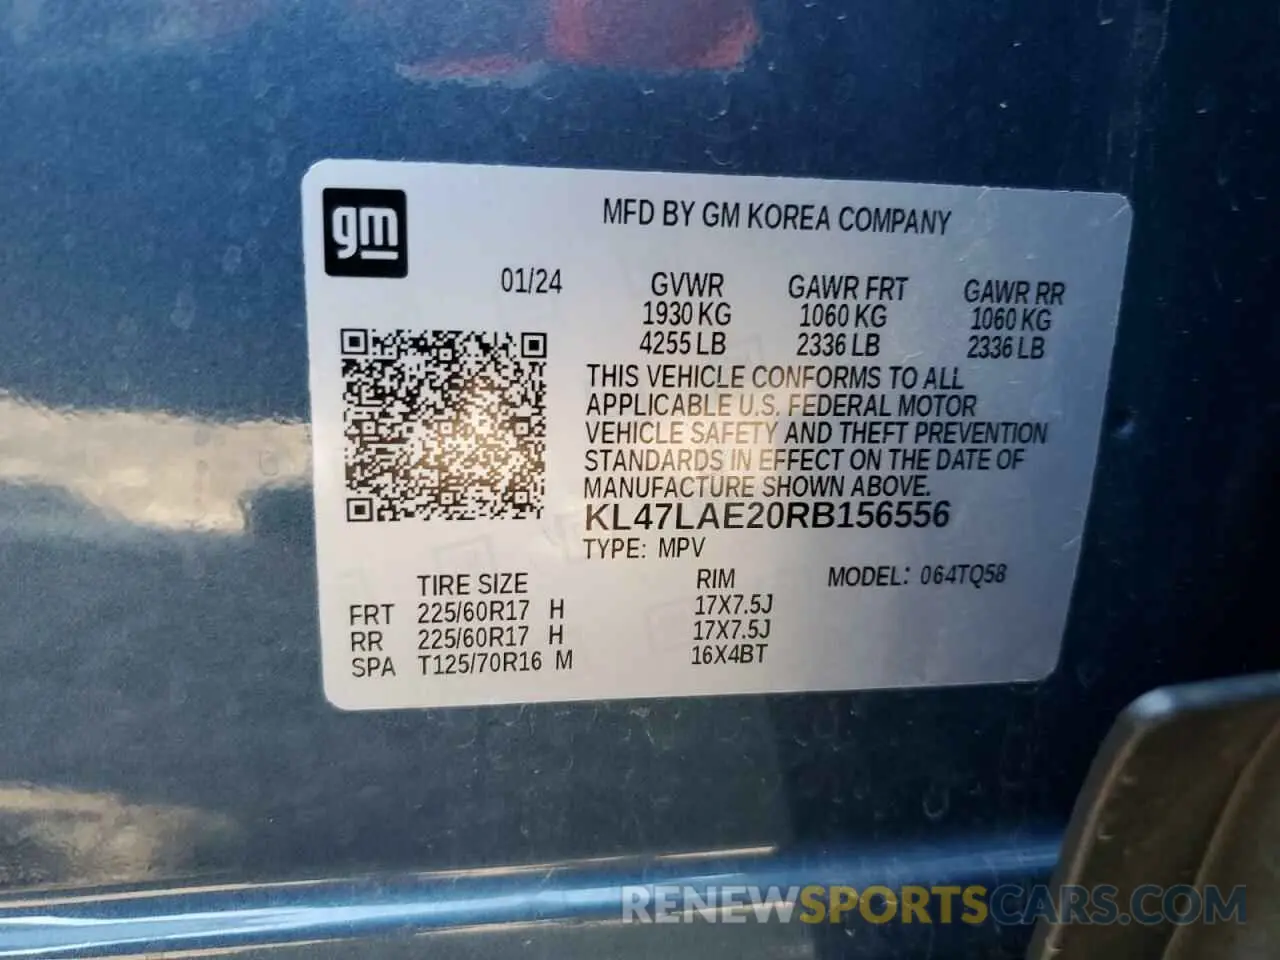 gm
MFD BY GM KOREA COMPANY
01/24
GVWR GAWR FRT GAWR RR
1930 KG 1060 KG 1060 KG
4255 LB 2336 LB 2336 LB
THIS VEHICLE CONFORMS TO ALL
APPLICABLE U.S. FEDERAL MOTOR
VEHICLE SAFETY AND THEFT PREVENTION
STANDARDS IN EFFECT ON THE DATE OF
MANUFACTURE SHOWN ABOVE.
KL47LAE20RB156556
TYPE: MPV
TIRE SIZE RIM MODEL: 064TQ58
FRT 225/60R17 H 17X7.5J
RR 225/60R17 H 17X7.5J
SPA T125/70R16 M 16X4BT
RENEWSPORTSCARS.COM